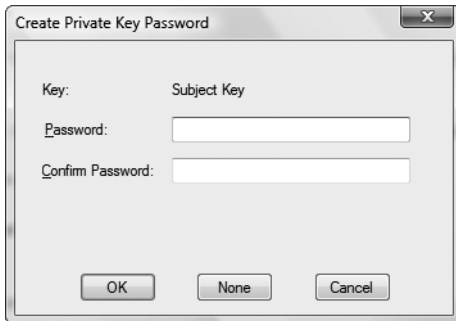 Create Private Key Password
Key: Subject Key
Password:
Confirm Password:
OK None Cancel